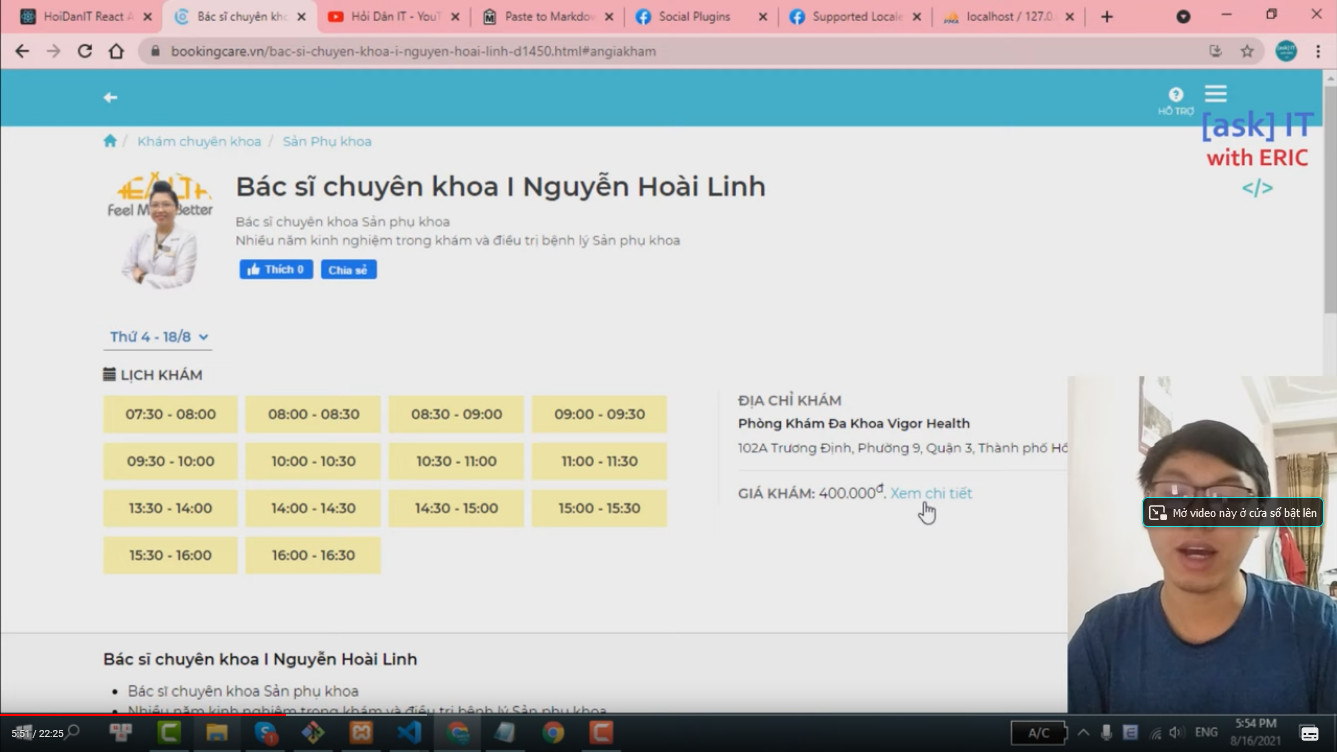 HoiDanIT React A
Bác sĩ chuyên kho
Hỏi Dân IT - YouT
Paste to Markdow
Social Plugins
Supported Locale
localhost / 127.0.
bookingcare.vn/bac-si-chuyen-khoa-i-nguyen-hoai-linh-d1450.html#angiakham
HỖ TRỢ
[ask] IT
with ERIC
</>
/ Khám chuyên khoa / Sản Phụ khoa
Bác sĩ chuyên khoa I Nguyễn Hoài Linh
Feel M Better
Bác sĩ chuyên khoa Sản phụ khoa
Nhiều năm kinh nghiệm trong khám và điều trị bệnh lý Sản phụ khoa
Thích 0 Chia sẻ
Thứ 4 - 18/8
LỊCH KHÁM
07:30 - 08:00 08:00 - 08:30 08:30 - 09:00 09:00 - 09:30
09:30 - 10:00 10:00 - 10:30 10:30 - 11:00 11:00 - 11:30
13:30 - 14:00 14:00 - 14:30 14:30 - 15:00 15:00 - 15:30
15:30 - 16:00 16:00 - 16:30
ĐỊA CHỈ KHÁM
Phòng Khám Đa Khoa Vigor Health
102A Trương Định, Phường 9, Quận 3, Thành phố Hồ
GIÁ KHÁM: 400.000đ. Xem chi tiết
Mở video này ở cửa sổ bật lên
Bác sĩ chuyên khoa I Nguyễn Hoài Linh
Bác sĩ chuyên khoa Sản phụ khoa
Nhiều năm kinh nghiệm trong khám và điều trị bệnh lý Sản phụ khoa
5:51 / 22:25
A/C
ENG
5:54 PM
8/16/2021